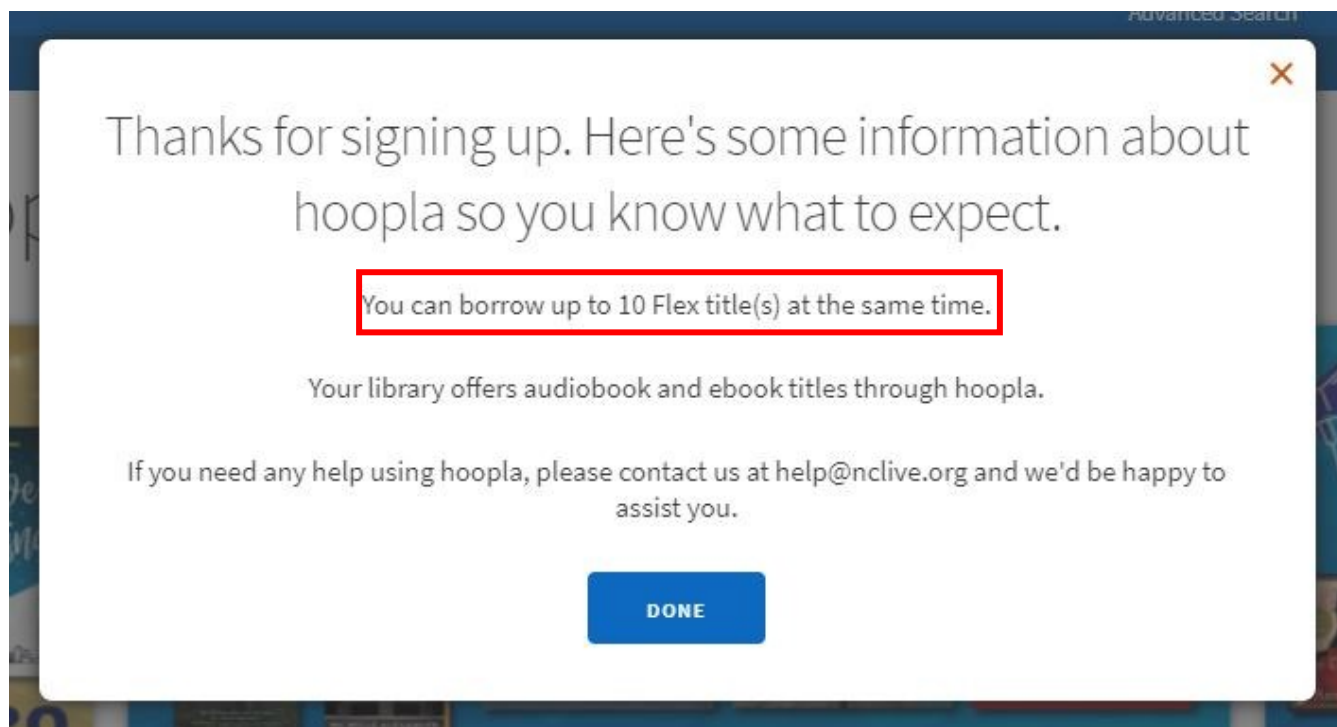 Advanced Search
Thanks for signing up. Here's some information about
hoopla so you know what to expect.
You can borrow up to 10 Flex title(s) at the same time.
Your library offers audiobook and ebook titles through hoopla.
If you need any help using hoopla, please contact us at help@nclive.org and we'd be happy to
assist you.
DONE